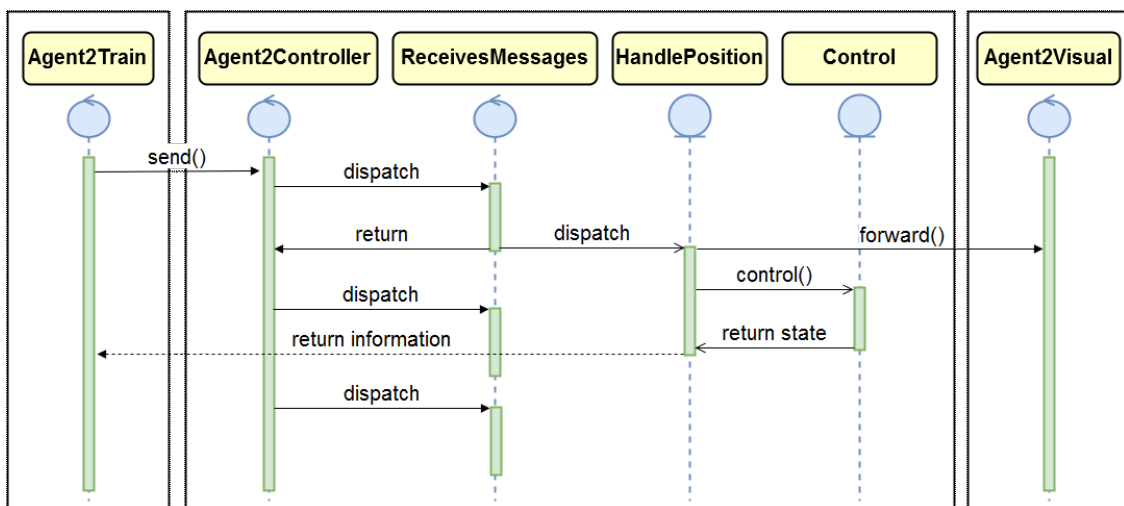 Agent2Train
Agent2Controller
ReceivesMessages
HandlePosition
Control
Agent2Visual
send()
dispatch
return
dispatch
forward()
control()
dispatch
return information
return state
dispatch